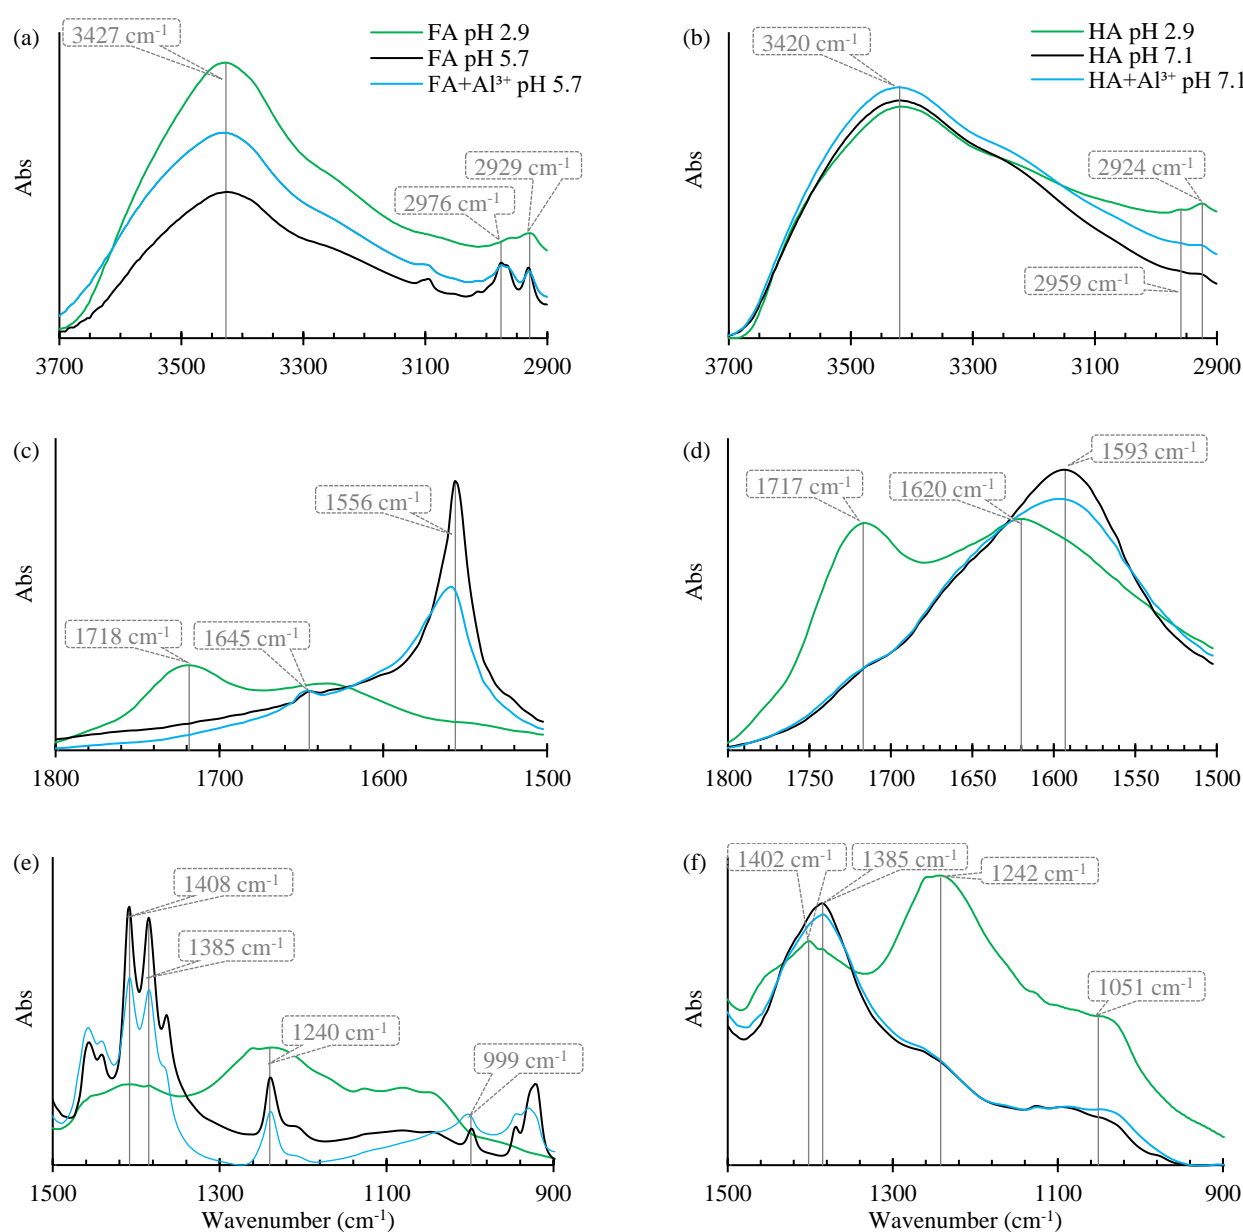 (a)
3427 cm⁻¹
FA pH 2.9
FA pH 5.7
FA+Al³⁺ pH 5.7
2929 cm⁻¹
2976 cm⁻¹
Abs
3700 3500 3300 3100 2900
(b)
3420 cm⁻¹
HA pH 2.9
HA pH 7.1
HA+Al³⁺ pH 7.1
2924 cm⁻¹
2959 cm⁻¹
Abs
3700 3500 3300 3100 2900
(c)
1556 cm⁻¹
1718 cm⁻¹
1645 cm⁻¹
Abs
1800 1700 1600 1500
(d)
1593 cm⁻¹
1717 cm⁻¹
1620 cm⁻¹
Abs
1800 1750 1700 1650 1600 1550 1500
(e)
1408 cm⁻¹
1385 cm⁻¹
1240 cm⁻¹
999 cm⁻¹
Abs
1500 1300 1100 900
Wavenumber (cm⁻¹)
(f)
1402 cm⁻¹
1385 cm⁻¹
1242 cm⁻¹
1051 cm⁻¹
Abs
1500 1300 1100 900
Wavenumber (cm⁻¹)